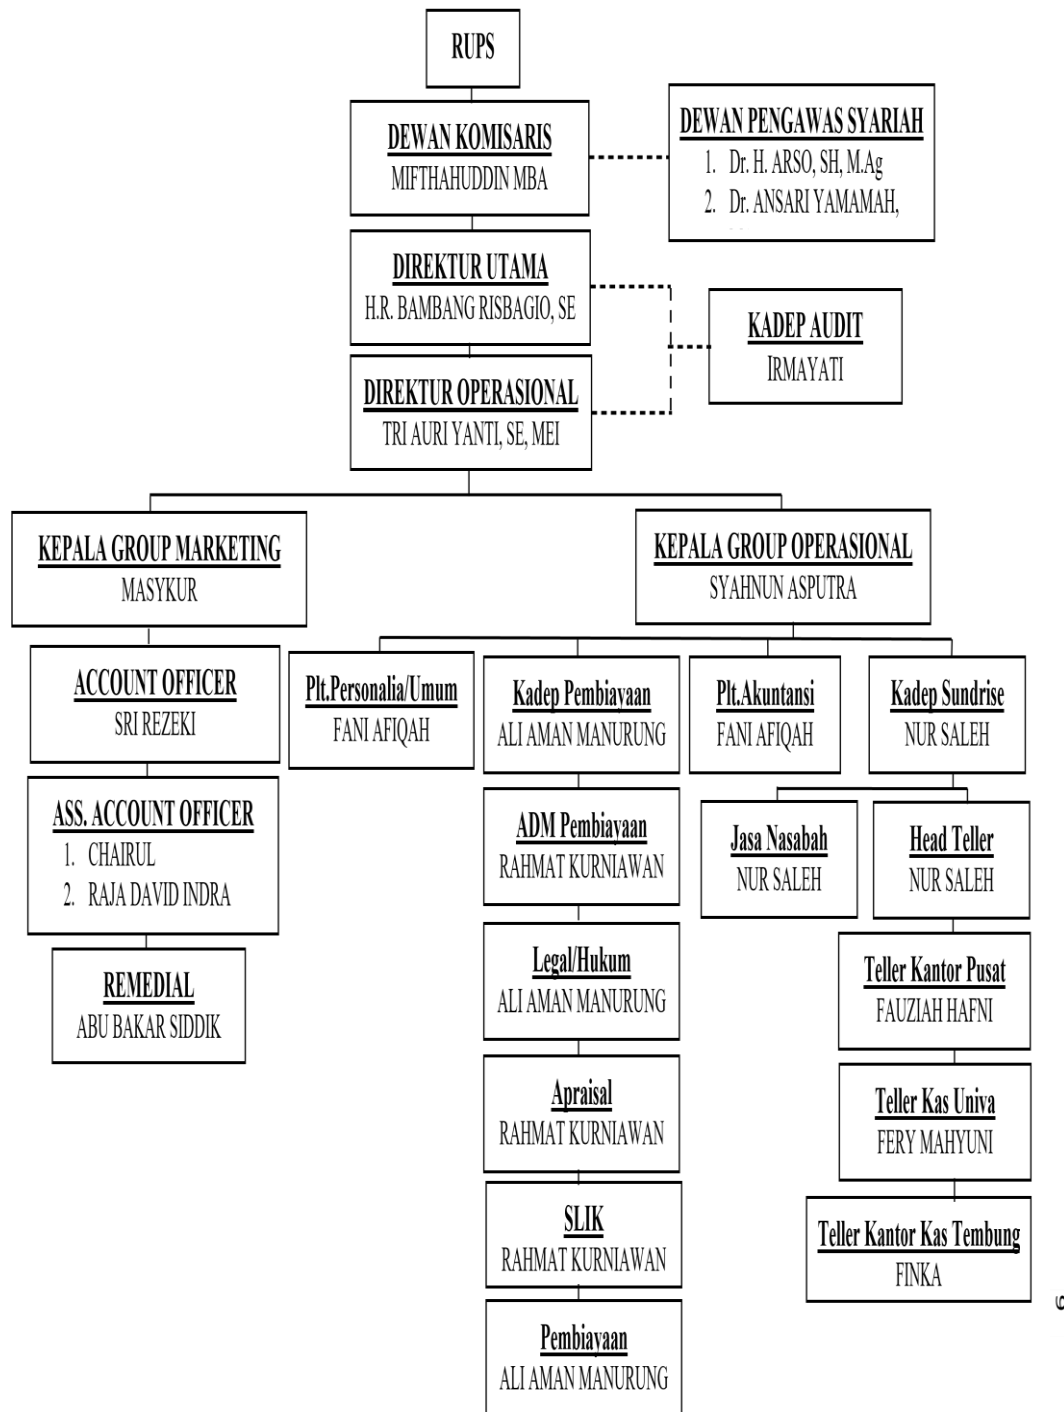 RUPS
DEWAN KOMISARIS
MIFTHAHUDDIN MBA
DEWAN PENGAWAS SYARIAH
1. Dr. H. ARSO, SH, M.Ag
2. Dr. ANSARI YAMAMAH,
DIREKTUR UTAMA
H.R. BAMBANG RISBAGIO, SE
KADEP AUDIT
IRMAYATI
DIREKTUR OPERASIONAL
TRI AURI YANTI, SE, MEI
KEPALA GROUP MARKETING
MASYKUR
KEPALA GROUP OPERASIONAL
SYAHNUN ASPUTRA
ACCOUNT OFFICER
SRI REZEKI
Plt.Personalia/Umum
FANI AFIQAH
Kadep Pembiayaan
ALI AMAN MANURUNG
Plt.Akuntansi
FANI AFIQAH
Kadep Sundrise
NUR SALEH
ASS. ACCOUNT OFFICER
1. CHAIRUL
2. RAJA DAVID INDRA
ADM Pembiayaan
RAHMAT KURNIAWAN
Jasa Nasabah
NUR SALEH
Head Teller
NUR SALEH
REMEDIAL
ABU BAKAR SIDDIK
Legal/Hukum
ALI AMAN MANURUNG
Teller Kantor Pusat
FAUZIAH HAFNI
Apraisal
RAHMAT KURNIAWAN
Teller Kas Univa
FERY MAHYUNI
SLIK
RAHMAT KURNIAWAN
Teller Kantor Kas Tembung
FINKA
Pembiayaan
ALI AMAN MANURUNG